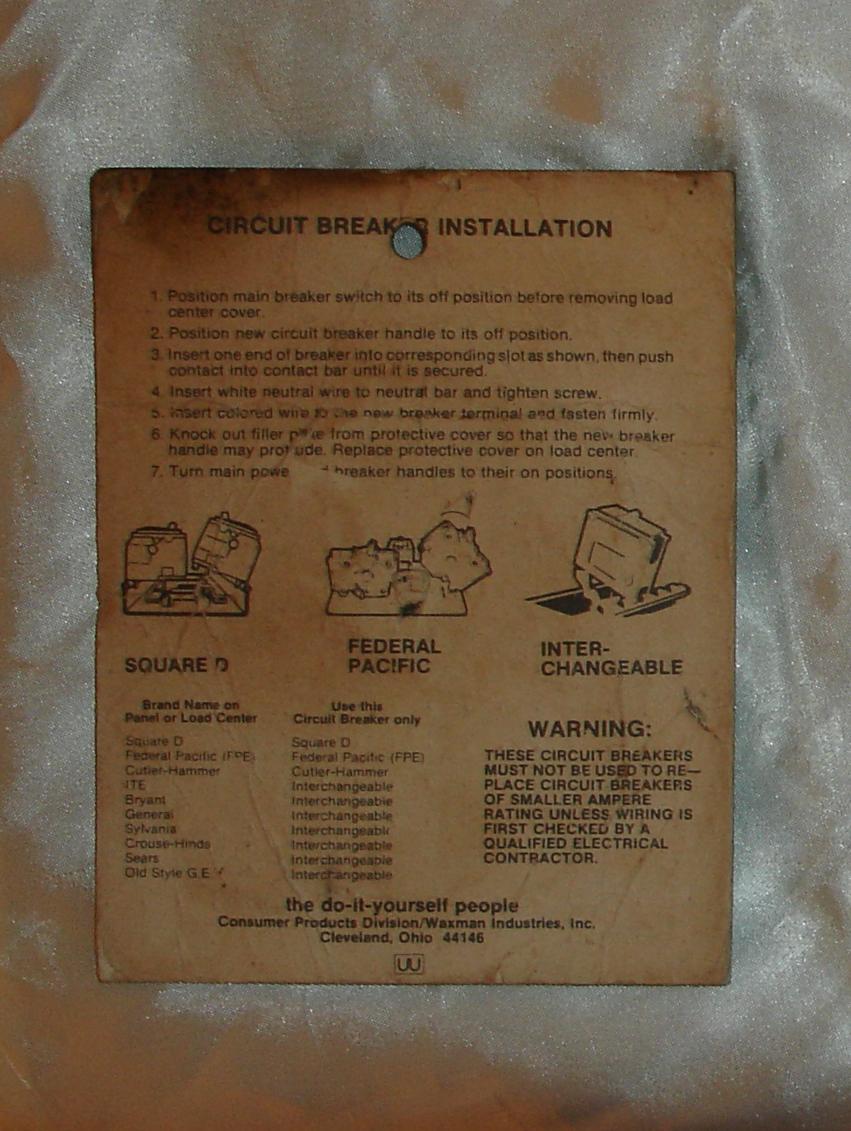 CIRCUIT BREAKER INSTALLATION
1. Position main breaker switch to its off position before removing load
center cover.
2. Position new circuit breaker handle to its off position.
3. Insert one end of breaker into corresponding slot as shown, then push
contact into contact bar until it is secured.
4. Insert white neutral wire to neutral bar and tighten screw.
5. Insert colored wire to the new breaker terminal and fasten firmly.
6. Knock out filler from protective cover so that the new breaker
handle may protrude. Replace protective cover on load center.
7. Turn main power breaker handles to their on positions.
SQUARE D
FEDERAL
PACIFIC
INTER-
CHANGEABLE
Brand Name on
Panel or Load Center
Square D
Federal Pacific (FPE)
Cutler-Hammer
ITE
Bryant
General
Sylvania
Crouse-Hinds
Sears
Old Style G.E.
Use this
Circuit Breaker only
Square D
Federal Pacific (FPE)
Cutler-Hammer
Interchangeable
Interchangeable
Interchangeable
Interchangeable
Interchangeable
Interchangeable
Interchangeable
WARNING:
THESE CIRCUIT BREAKERS
MUST NOT BE USED TO RE—
PLACE CIRCUIT BREAKERS
OF SMALLER AMPERE
RATING UNLESS WIRING IS
FIRST CHECKED BY A
QUALIFIED ELECTRICAL
CONTRACTOR.
the do-it-yourself people
Consumer Products Division/Waxman Industries, Inc.
Cleveland, Ohio 44146